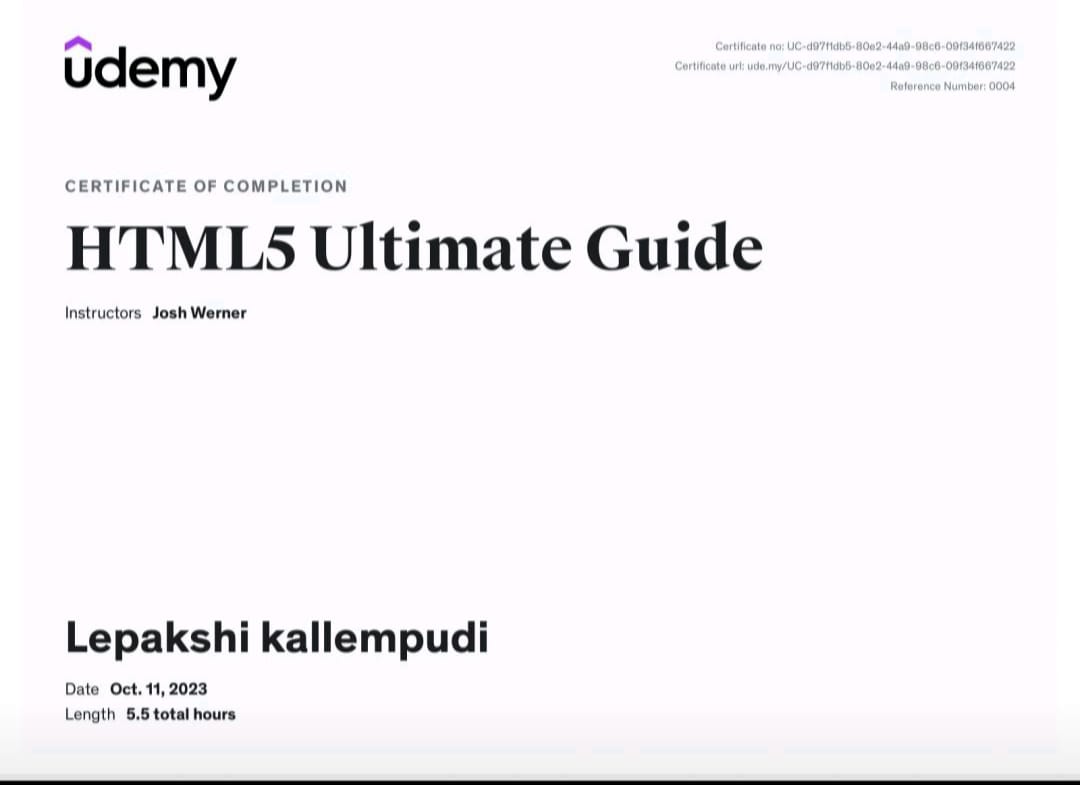 ûdemy
Certificate no: UC-d97f1db5-80e2-44a9-98c6-09f34f667422
Certificate url: ude.my/UC-d97f1db5-80e2-44a9-98c6-09f34f667422
Reference Number: 0004
CERTIFICATE OF COMPLETION
HTML5 Ultimate Guide
Instructors Josh Werner
Lepakshi kallempudi
Date Oct. 11, 2023
Length 5.5 total hours